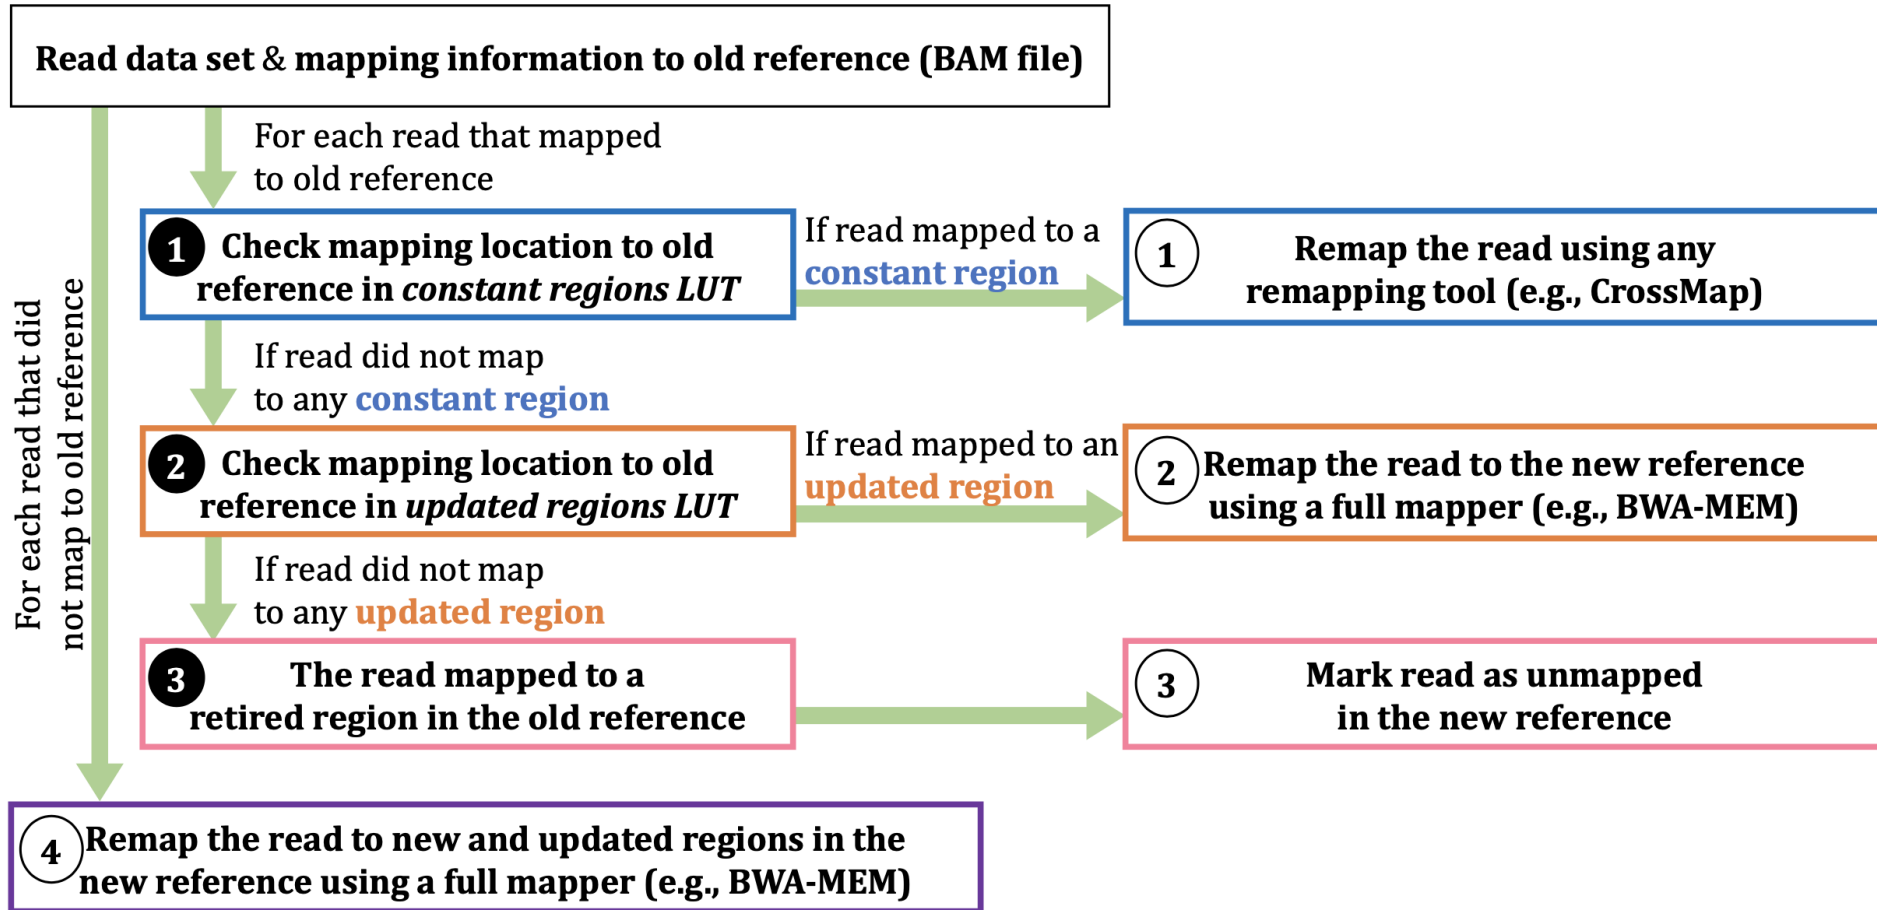 Read data set & mapping information to old reference (BAM file)
For each read that mapped
to old reference
1
Check mapping location to old
reference in constant regions LUT
If read mapped to a
constant region
1
Remap the read using any
remapping tool (e.g., CrossMap)
If read did not map
to any constant region
2
Check mapping location to old
reference in updated regions LUT
If read mapped to an
updated region
2
Remap the read to the new reference
using a full mapper (e.g., BWA-MEM)
If read did not map
to any updated region
3
The read mapped to a
retired region in the old reference
3
Mark read as unmapped
in the new reference
For each read that did
not map to old reference
4
Remap the read to new and updated regions in the
new reference using a full mapper (e.g., BWA-MEM)